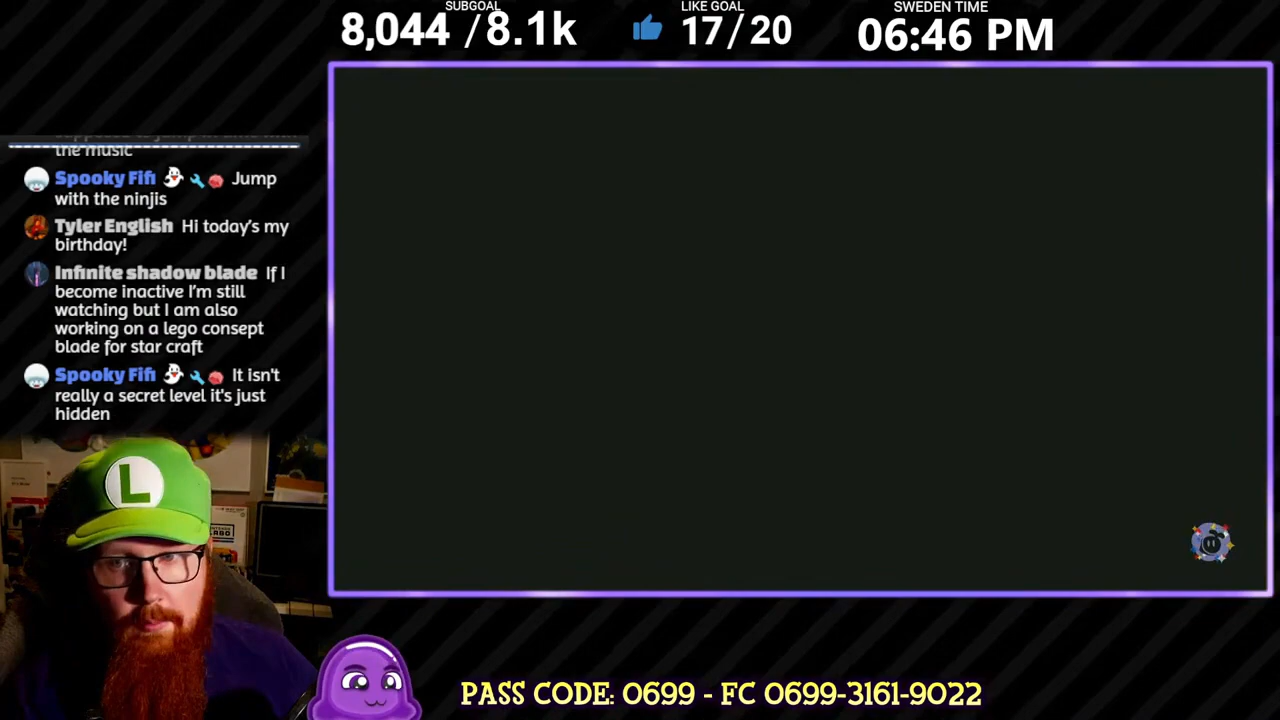 SUBGOAL
8,044 /8.1k
LIKE GOAL
17/20
SWEDEN TIME
06:46 PM
the music
Spooky Fifi Jump
with the ninjis
Tyler English Hi today's my
birthday!
Infinite shadow blade If I
become inactive I'm still
watching but I am also
working on a lego consept
blade for star craft
Spooky Fifi It isn't
really a secret level it's just
hidden
L
PASS CODE: 0699 - FC 0699-3161-9022